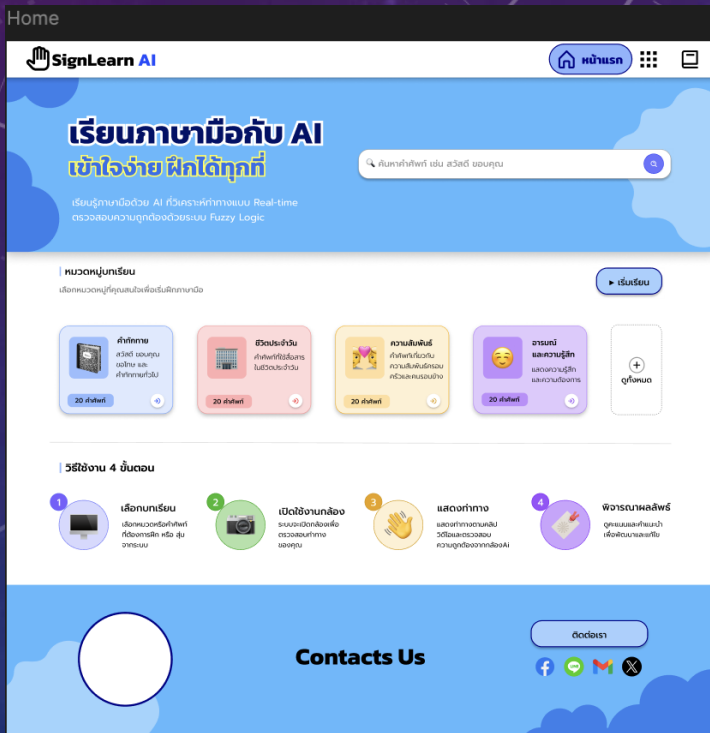 Home
SignLearn AI
หน้าแรก
เรียนภาษามือกับ AI
เข้าใจง่าย ฝึกได้ทุกที่
ค้นหาคำศัพท์ เช่น สวัสดี ขอบคุณ
เรียนรู้ภาษามือด้วย AI ที่วิเคราะห์ท่าทางแบบ Real-time
ตรวจสอบความถูกต้องด้วยระบบ Fuzzy Logic
หมวดหมู่บทเรียน
เลือกหมวดหมู่ที่คุณสนใจเพื่อเริ่มฝึกภาษามือ
เริ่มเรียน
คำทักทาย
สวัสดี ขอบคุณ
ขอโทษ และ
คำทักทายทั่วไป
20 คำศัพท์
ชีวิตประจำวัน
คำศัพท์ที่ใช้สื่อสาร
ในชีวิตประจำวัน
20 คำศัพท์
ความสัมพันธ์
คำศัพท์เกี่ยวกับ
ความสัมพันธ์ครอบ
ครัวและคนรอบข้าง
20 คำศัพท์
อารมณ์
และความรู้สึก
แสดงความรู้สึก
และความต้องการ
20 คำศัพท์
ดูทั้งหมด
วิธีใช้งาน 4 ขั้นตอน
1
เลือกบทเรียน
เลือกหมวดหรือคำศัพท์
ที่ต้องการฝึก หรือ สุ่ม
จากระบบ
2
เปิดใช้งานกล้อง
ระบบจะเปิดกล้องเพื่อ
ตรวจสอบท่าทาง
ของคุณ
3
แสดงท่าทาง
แสดงท่าทางตามคลิป
วิดีโอและตรวจสอบ
ความถูกต้องจากกล้องAi
4
พิจารณาผลลัพธ์
ดูคะแนนและคำแนะนำ
เพื่อพัฒนาและแก้ไข
Contacts Us
ติดต่อเรา